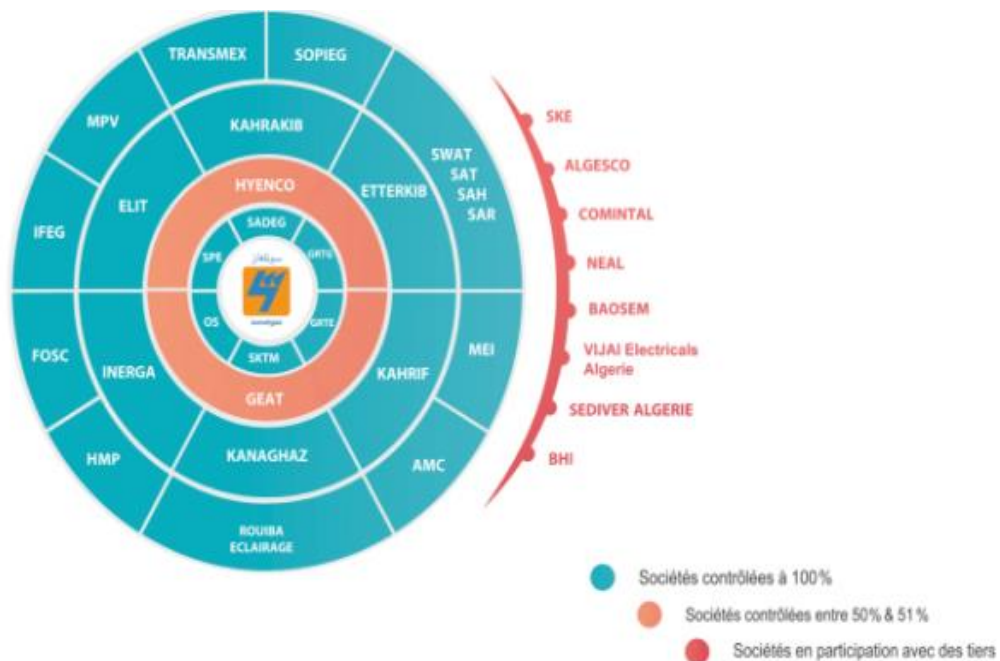 TRANSMEX
SOPIEG
MPV
KAHRAKIB
SWAT
SAT
SAH
SAR
ELIT
HYENCO
ETTERKIB
IFEG
SADEG
SPE
GRTG
سونلغاز
sonelgaz
OS
GRTE
SKTM
FOSC
INERGA
GEAT
KAHRIF
MEI
HMP
KANAGHAZ
AMC
ROUIBA
ECLAIRAGE
SKE
ALGESCO
COMINTAL
NEAL
BAOSEM
VIJAI Electricals
Algerie
SEDIVER ALGERIE
BHI
Sociétés contrôlées à 100%
Sociétés contrôlées entre 50% & 51%
Sociétés en participation avec des tiers